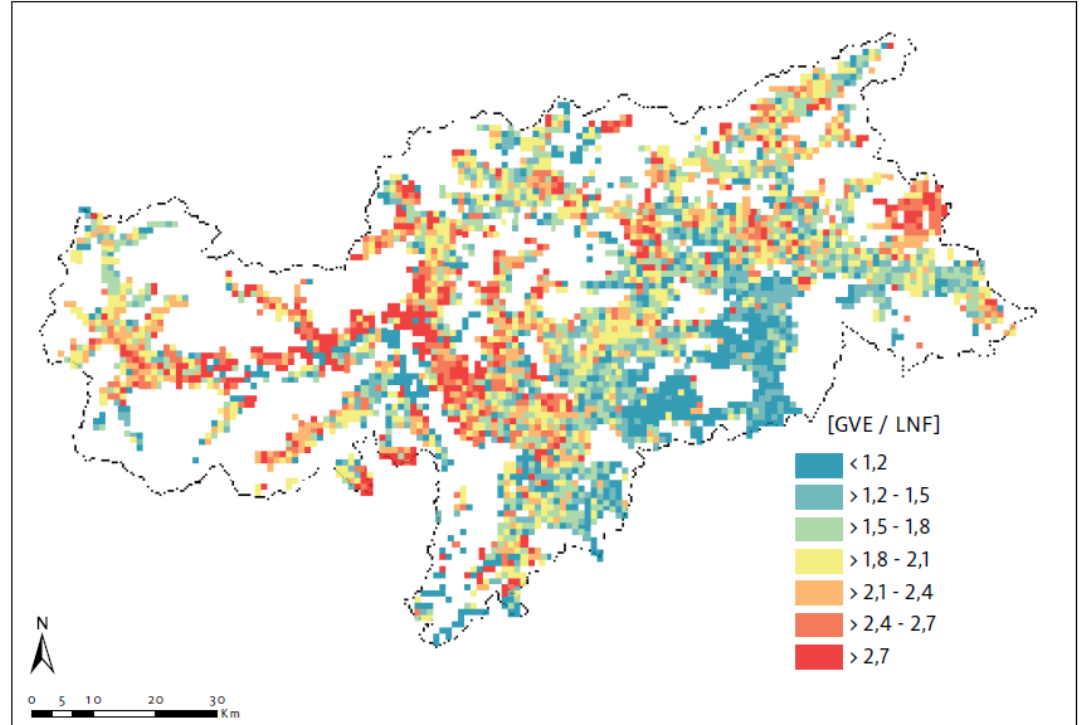 [GVE / LNF]
< 1,2
> 1,2 - 1,5
> 1,5 - 1,8
> 1,8 - 2,1
> 2,1 - 2,4
> 2,4 - 2,7
> 2,7
N
0 5 10 20 30
Km